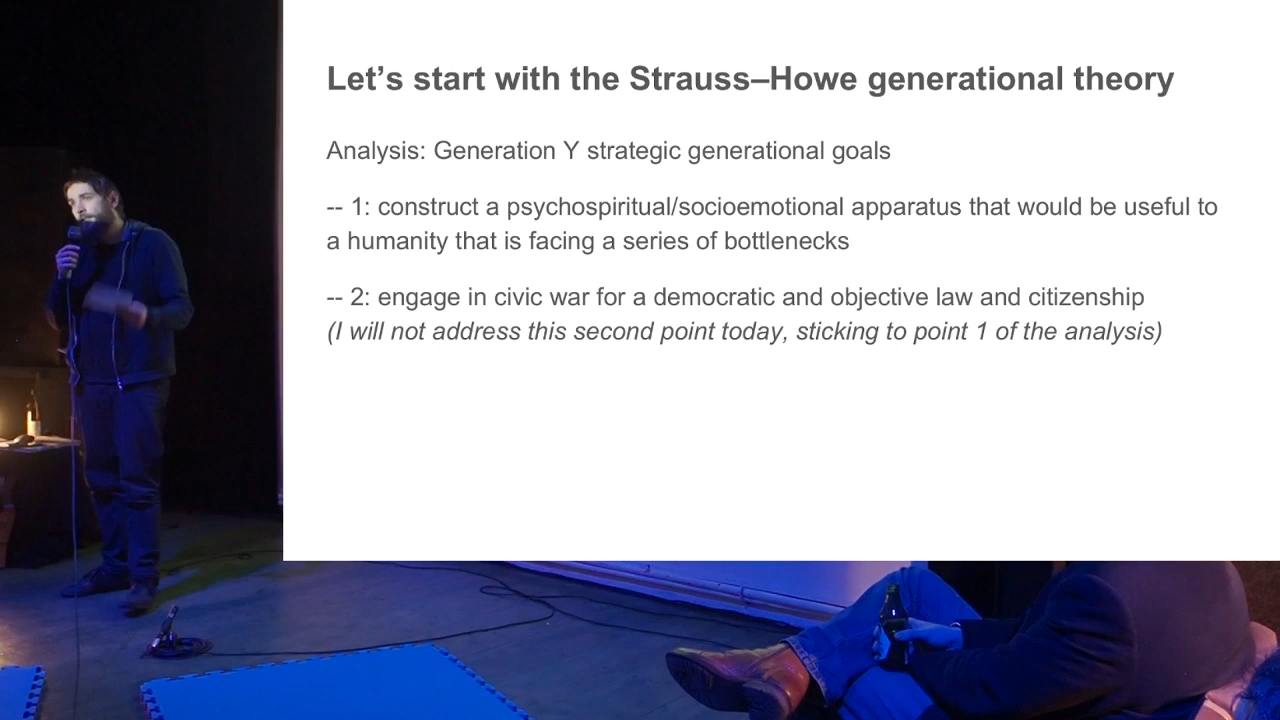 Let’s start with the Strauss–Howe generational theory
Analysis: Generation Y strategic generational goals
-- 1: construct a psychospiritual/socioemotional apparatus that would be useful to
a humanity that is facing a series of bottlenecks
-- 2: engage in civic war for a democratic and objective law and citizenship
(I will not address this second point today, sticking to point 1 of the analysis)